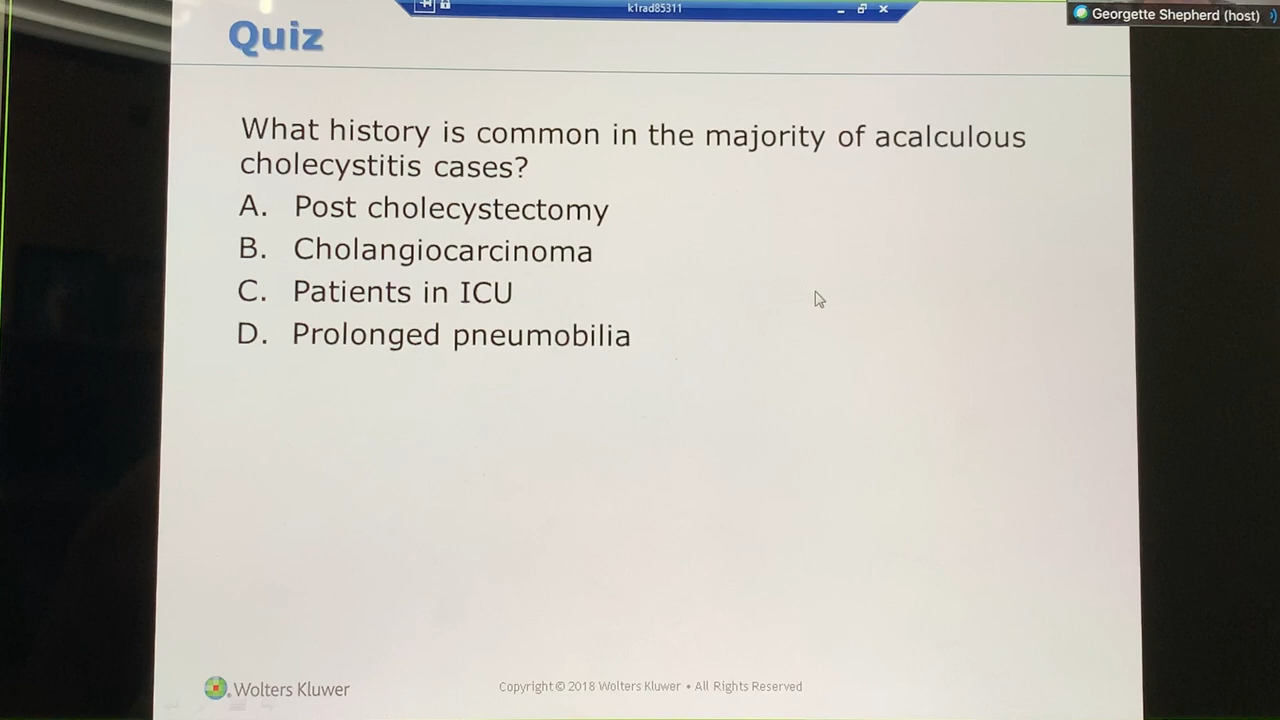 k1rad85311
Georgette Shepherd (host)
Quiz
What history is common in the majority of acalculous
cholecystitis cases?
A. Post cholecystectomy
B. Cholangiocarcinoma
C. Patients in ICU
D. Prolonged pneumobilia
Wolters Kluwer
Copyright © 2018 Wolters Kluwer • All Rights Reserved